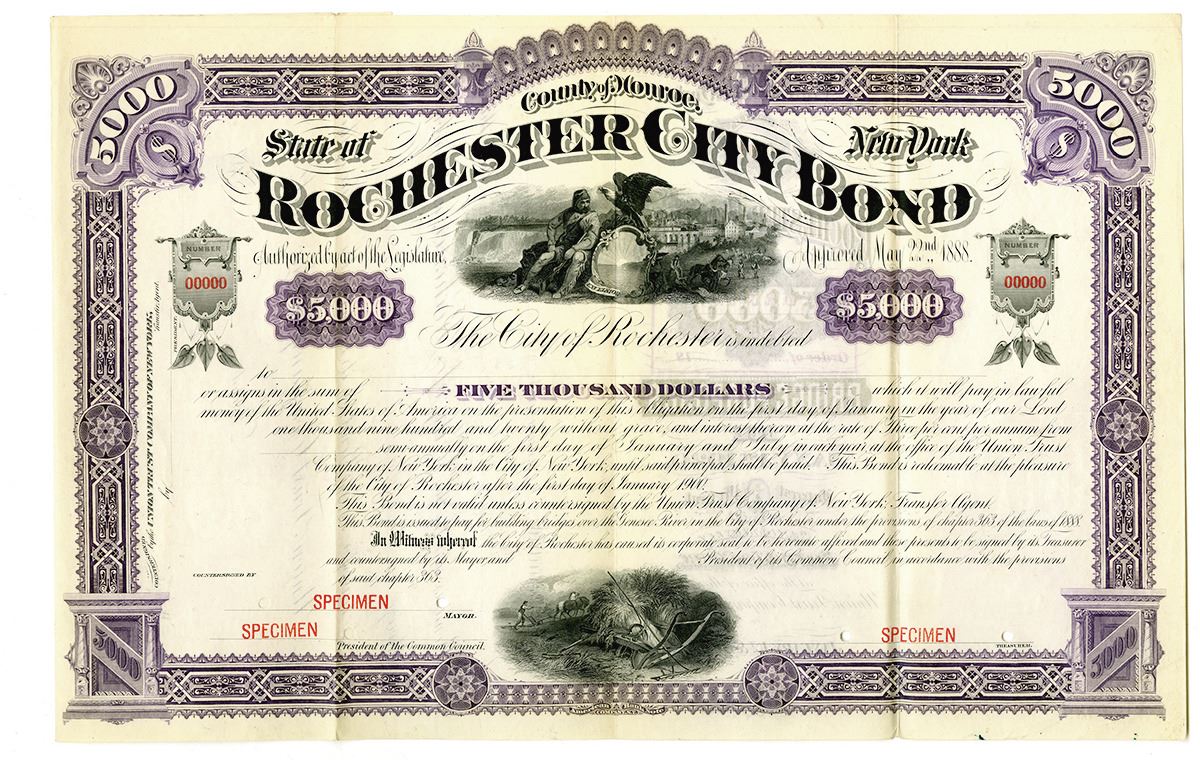 5000
$
County of Monroe.
5000
$
State of
New York
ROCHESTER CITY BOND
Authorized by act of the Legislature,
Approved May 22nd, 1888.
NUMBER
00000
NUMBER
00000
$5,000
$5,000
The City of Rochester is indebted
to
or assigns in the sum of FIVE THOUSAND DOLLARS which it will pay in lawful
money of the United States of America at the presentation of this Obligation on the first Day of January in the year of our Lord
one thousand nine hundred and twenty without grace, and interest thereon at the rate of Three per cent per annum from
semi-annually on the first day of January and July in each year at the office of the Union Trust
Company of New York in the City of New York, until said principal shall be paid. This Bond is redeemable at the pleasure
of the City of Rochester after the first day of January 1900.
This Bond is not valid unless countersigned by the Union Trust Company of New York, Transfer Agent.
This Bond is issued to pay for building bridges over the Genesee River in the City of Rochester under the provisions of chapter 363 of the laws of 1888
In Witness whereof the City of Rochester has caused its corporate seal to be hereunto affixed and these presents to be signed by its Treasurer
and countersigned by its Mayor and President of its Common Council in accordance with the provisions
of said chapter 363.
COUNTERSIGNED BY
SPECIMEN
MAYOR.
SPECIMEN
President of the Common Council.
SPECIMEN
TREASURER.
COUNTERSIGNED
by
PRESIDENT
Transfer Agent.
5000
5000